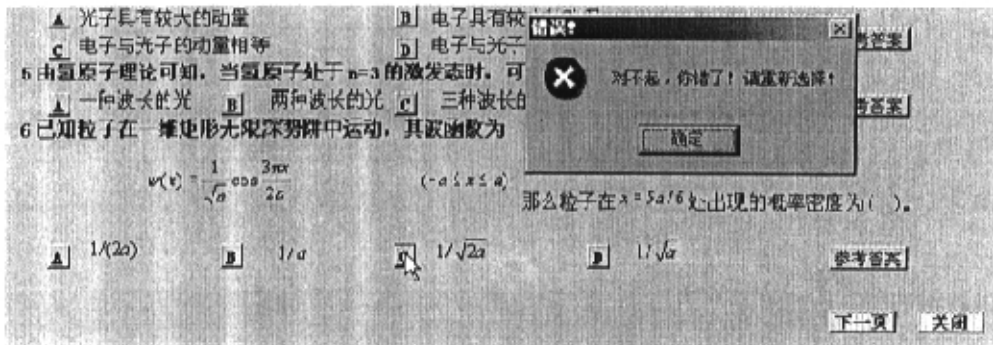 A 光子具有较大的动量 B 电子具有较
C 电子与光子的动量相等 D 电子与光子
5 由氢原子理论可知,当氢原子处于 n=3 的激发态时,可
A 一种波长的光 B 两种波长的光 C 三种波长的
6 已知粒子在一维矩形无限深势阱中运动,其波函数为
错误!
对不起,你错了!请重新选择!
确定
考答案
考答案
ψ(x) = 1/√a cos 3πx/2a (-a ≤ x ≤ a)
那么粒子在 x = 5a/6 处出现的概率密度为( )。
A 1/(2a) B 1/a C 1/√2a D 1/√a 参考答案
下一页 关闭